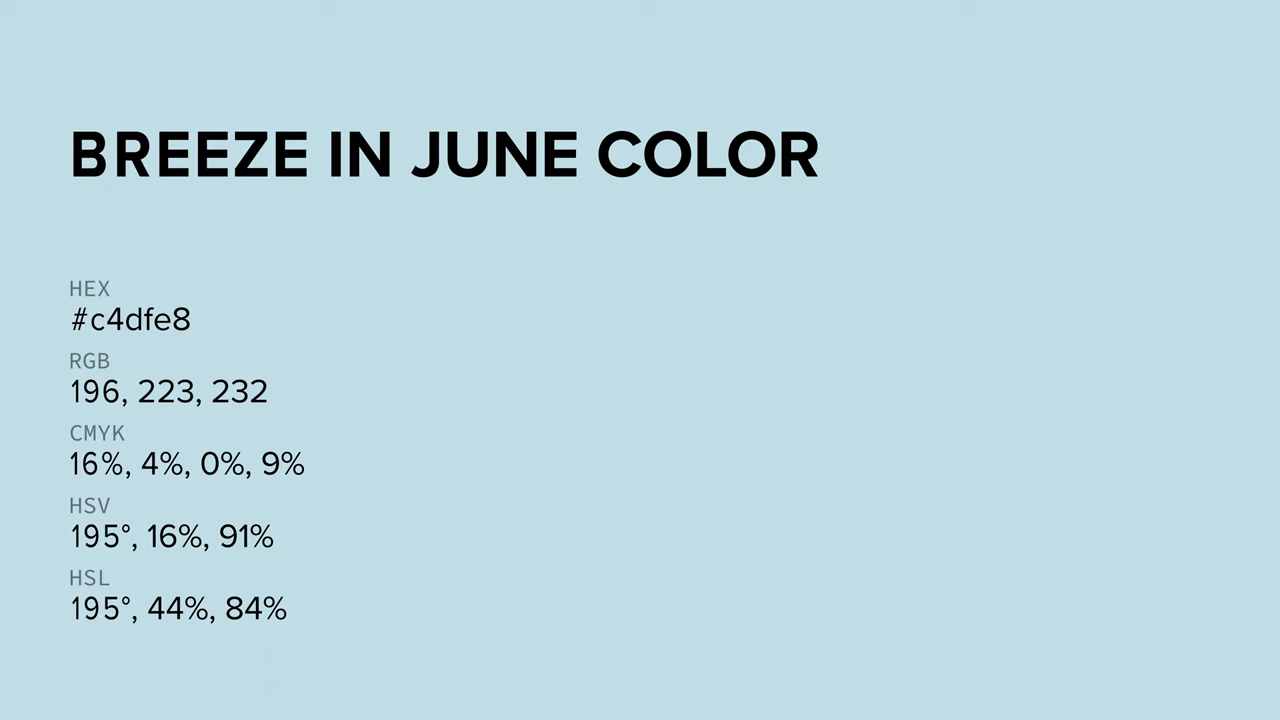 BREEZE IN JUNE COLOR
HEX
#c4dfe8
RGB
196, 223, 232
CMYK
16%, 4%, 0%, 9%
HSV
195°, 16%, 91%
HSL
195°, 44%, 84%